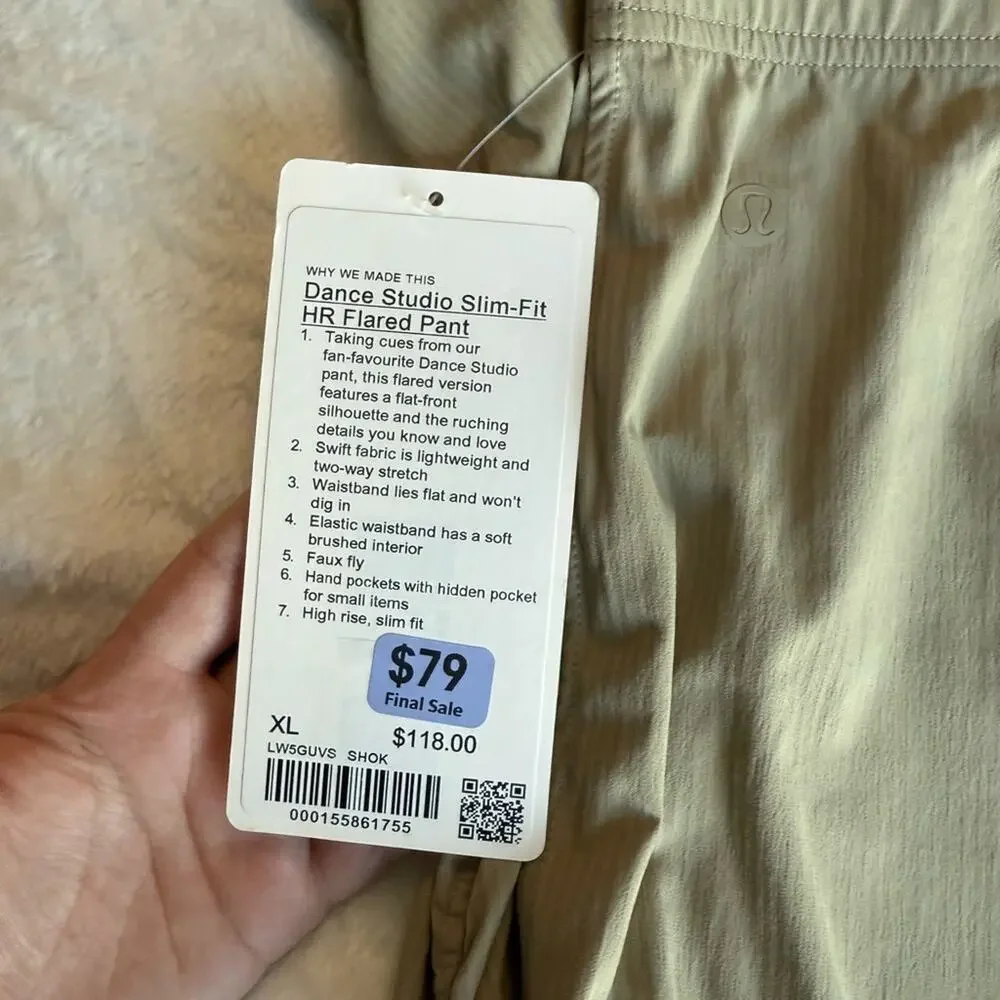 WHY WE MADE THIS
Dance Studio Slim-Fit
HR Flared Pant
1. Taking cues from our
fan-favourite Dance Studio
pant, this flared version
features a flat-front
silhouette and the ruching
details you know and love
2. Swift fabric is lightweight and
two-way stretch
3. Waistband lies flat and won't
dig in
4. Elastic waistband has a soft
brushed interior
5. Faux fly
6. Hand pockets with hidden pocket
for small items
7. High rise, slim fit
$79
Final Sale
XL
$118.00
LW5GUVS SHOK
000155861755